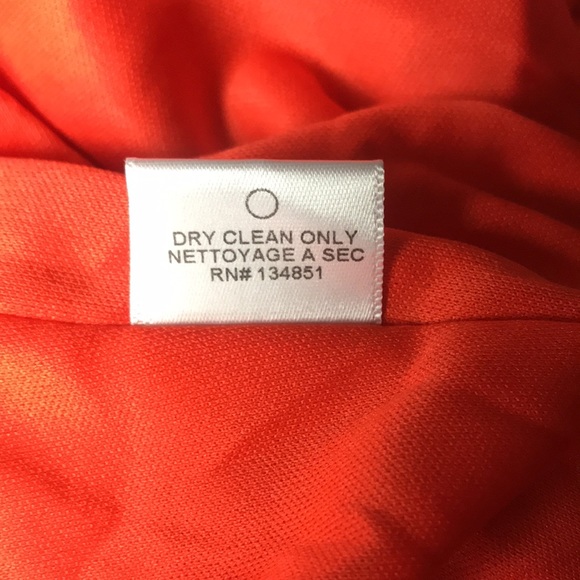 DRY CLEAN ONLY
NETTOYAGE A SEC
RN# 134851